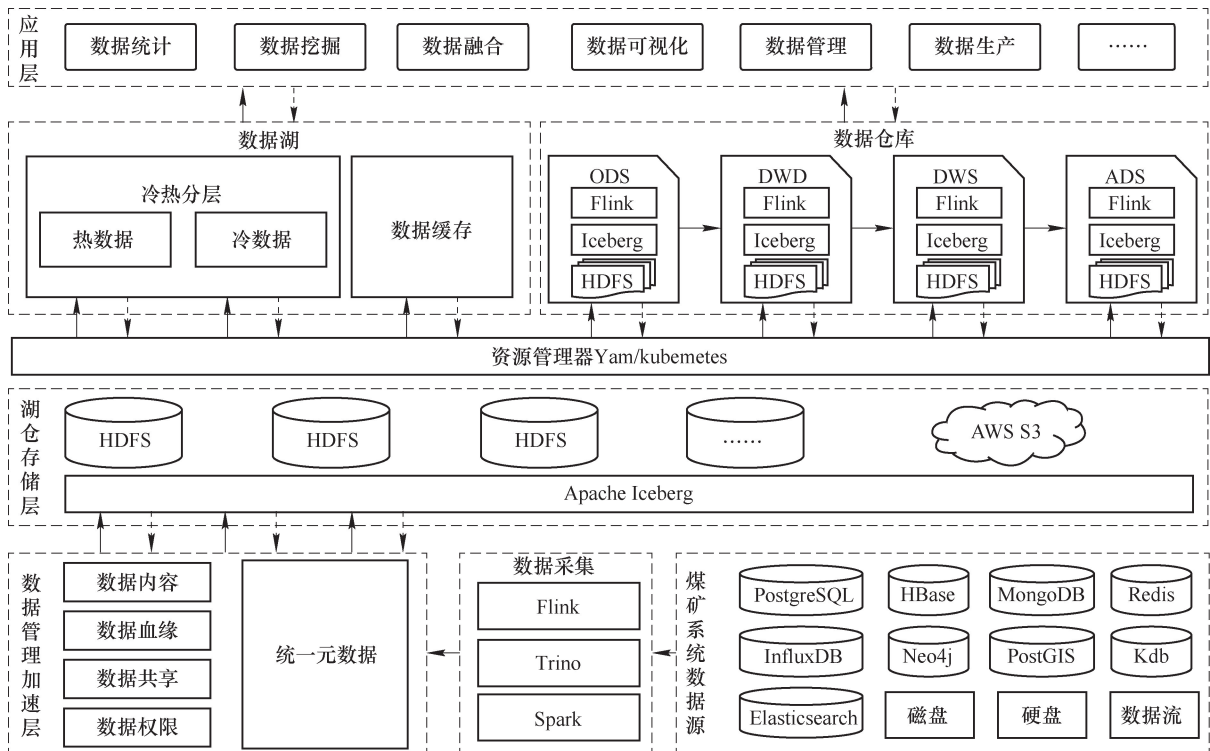 应用层
数据统计
数据挖掘
数据融合
数据可视化
数据管理
数据生产
……
数据湖
冷热分层
热数据
冷数据
数据缓存
数据仓库
ODS
Flink
Iceberg
HDFS
DWD
Flink
Iceberg
HDFS
DWS
Flink
Iceberg
HDFS
ADS
Flink
Iceberg
HDFS
资源管理器Yam/kubemetes
湖仓存储层
HDFS
HDFS
HDFS
……
AWS S3
Apache Iceberg
数据管理加速层
数据内容
数据血缘
数据共享
数据权限
统一元数据
数据采集
Flink
Trino
Spark
煤矿系统数据源
PostgreSQL
HBase
MongoDB
Redis
InfluxDB
Neo4j
PostGIS
Kdb
Elasticsearch
磁盘
硬盘
数据流